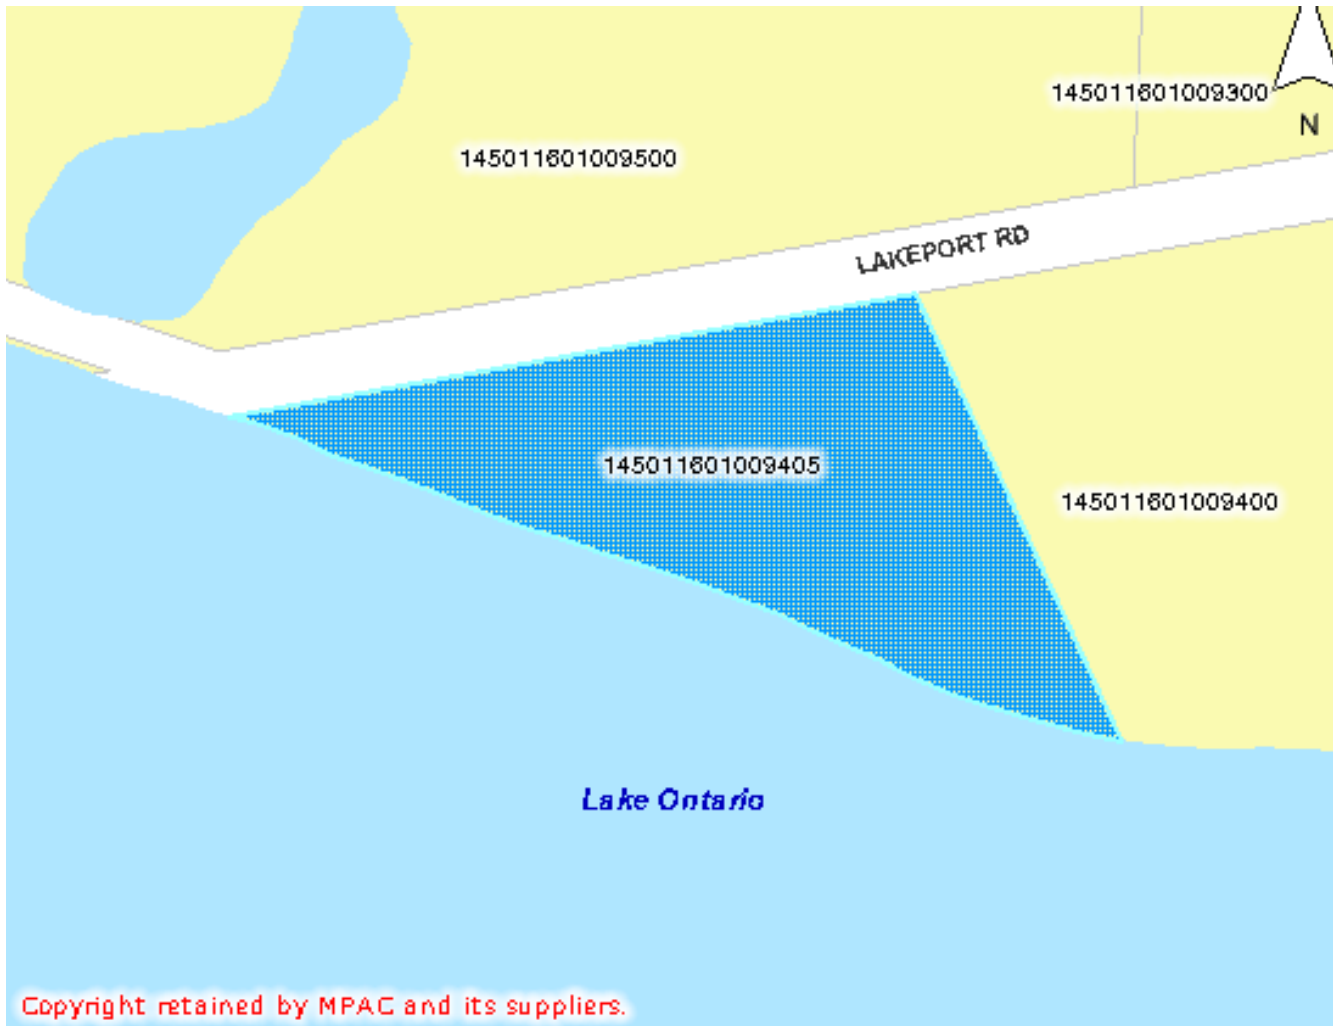 145011601009300
N
145011601009500
LAKEPORT RD
145011601009405
145011601009400
Lake Ontario
Copyright retained by MPAC and its suppliers.